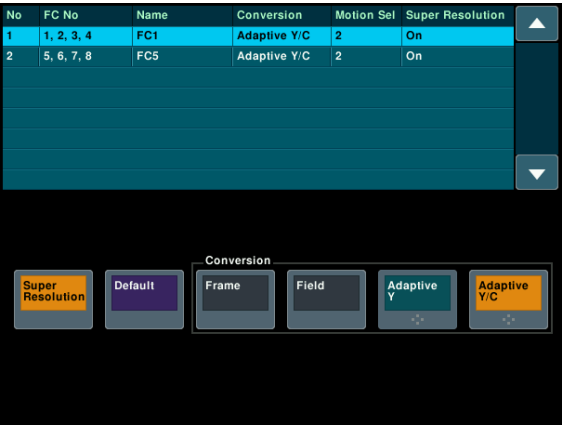 No FC No Name Conversion Motion Sel Super Resolution
1 1, 2, 3, 4 FC1 Adaptive Y/C 2 On
2 5, 6, 7, 8 FC5 Adaptive Y/C 2 On
Conversion
Super Resolution
Default
Frame
Field
Adaptive Y
Adaptive Y/C